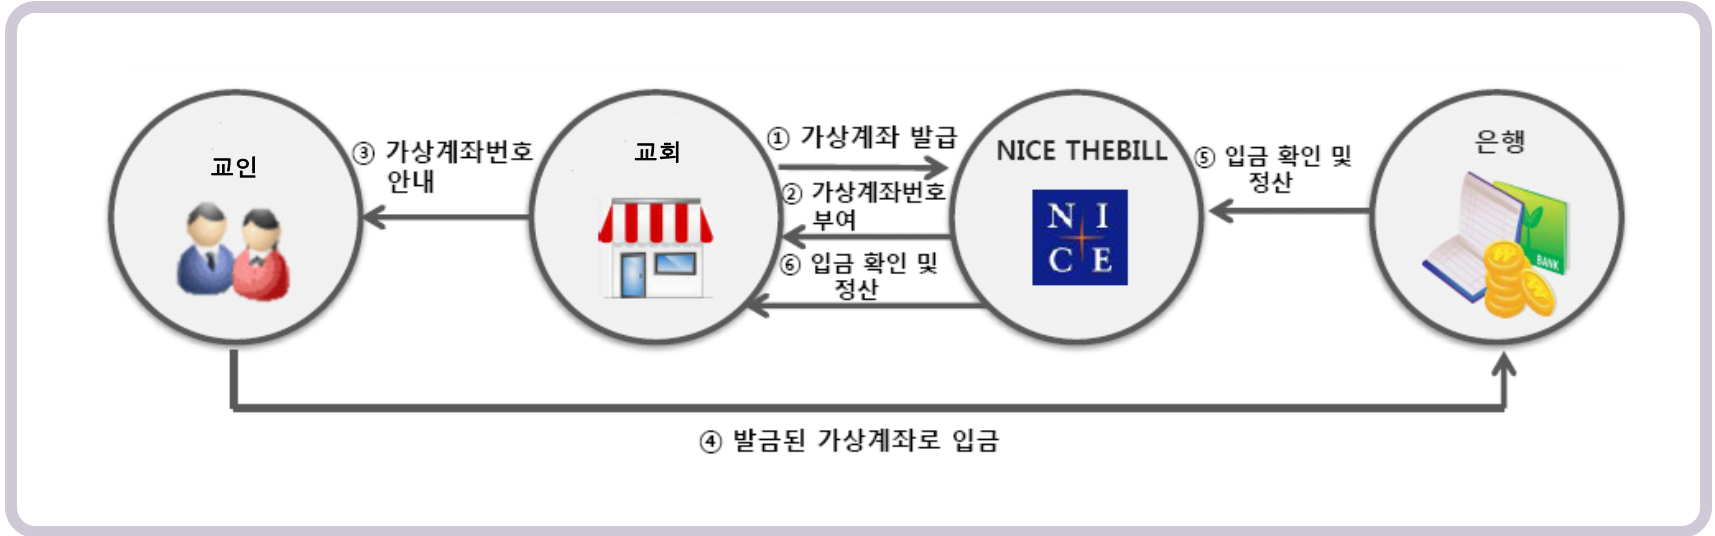 교인
③ 가상계좌번호
안내
교회
① 가상계좌 발급
② 가상계좌번호
부여
⑥ 입금 확인 및
정산
NICE THEBILL
N I
C E
⑤ 입금 확인 및
정산
은행
BANK
④ 발금된 가상계좌로 입금